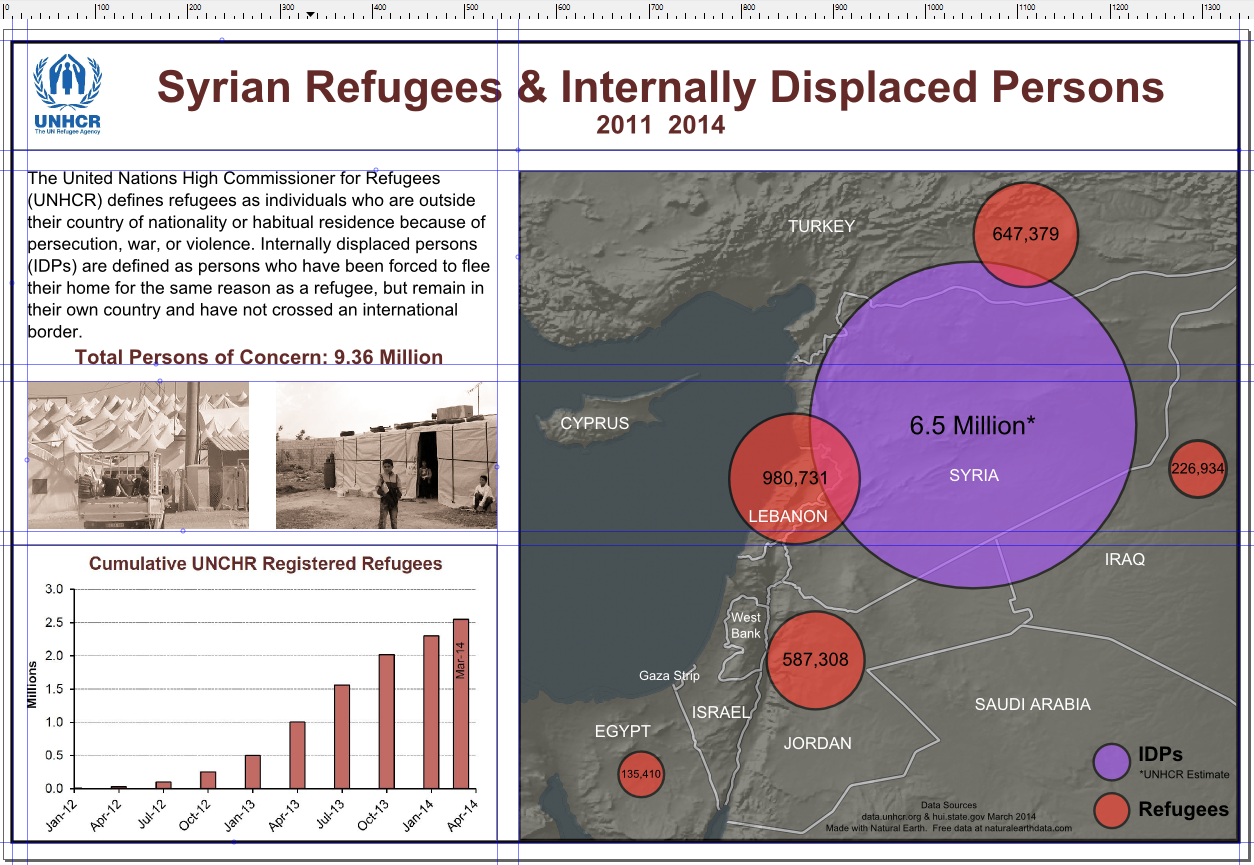 0 100 200 300 400 500 600 700 800 900 1000 1100 1200 1300
UNHCR
The UN Refugee Agency
Syrian Refugees & Internally Displaced Persons
2011 2014
The United Nations High Commissioner for Refugees
(UNHCR) defines refugees as individuals who are outside
their country of nationality or habitual residence because of
persecution, war, or violence. Internally displaced persons
(IDPs) are defined as persons who have been forced to flee
their home for the same reason as a refugee, but remain in
their own country and have not crossed an international
border.
Total Persons of Concern: 9.36 Million
Cumulative UNCHR Registered Refugees
Millions
3.0
2.5
2.0
1.5
1.0
0.5
0.0
Jan-12 Apr-12 Jul-12 Oct-12 Jan-13 Apr-13 Jul-13 Oct-13 Jan-14 Apr-14
Mar-14
TURKEY
647,379
CYPRUS
6.5 Million*
SYRIA
980,731
LEBANON
226,934
IRAQ
West
Bank
587,308
Gaza Strip
ISRAEL
SAUDI ARABIA
EGYPT
JORDAN
135,410
IDPs
*UNHCR Estimate
Refugees
Data Sources
data.unhcr.org & hui.state.gov March 2014
Made with Natural Earth. Free data at naturalearthdata.com